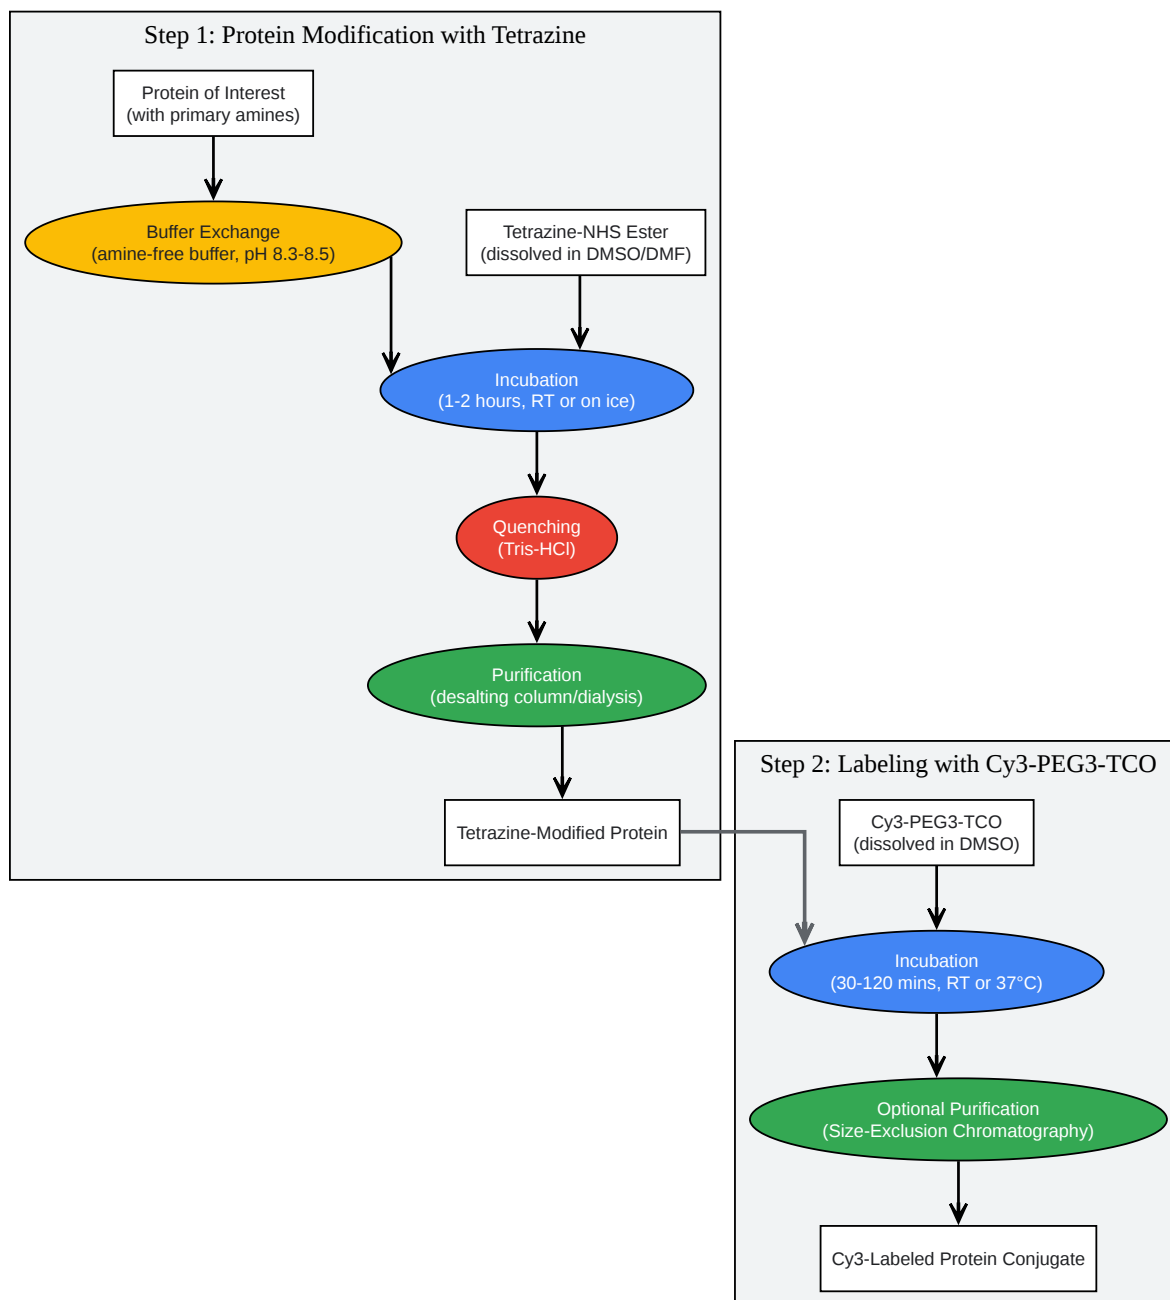 Step 1: Protein Modification with Tetrazine
Protein of Interest
(with primary amines)
Buffer Exchange
(amine-free buffer, pH 8.3-8.5)
Tetrazine-NHS Ester
(dissolved in DMSO/DMF)
Incubation
(1-2 hours, RT or on ice)
Quenching
(Tris-HCl)
Purification
(desalting column/dialysis)
Tetrazine-Modified Protein
Step 2: Labeling with Cy3-PEG3-TCO
Cy3-PEG3-TCO
(dissolved in DMSO)
Incubation
(30-120 mins, RT or 37°C)
Optional Purification
(Size-Exclusion Chromatography)
Cy3-Labeled Protein Conjugate